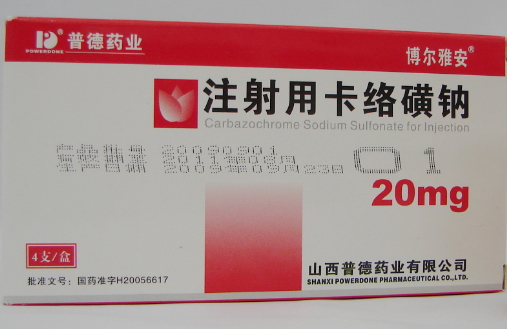 普德药业
POWERDONE
博尔雅安®
注射用卡络磺钠
Carbazochrome Sodium Sulfonate for Injection
01
20mg
4支/盒
批准文号：国药准字H20056617
山西普德药业有限公司
SHANXI POWERDONE PHARMACEUTICAL CO.,LTD.